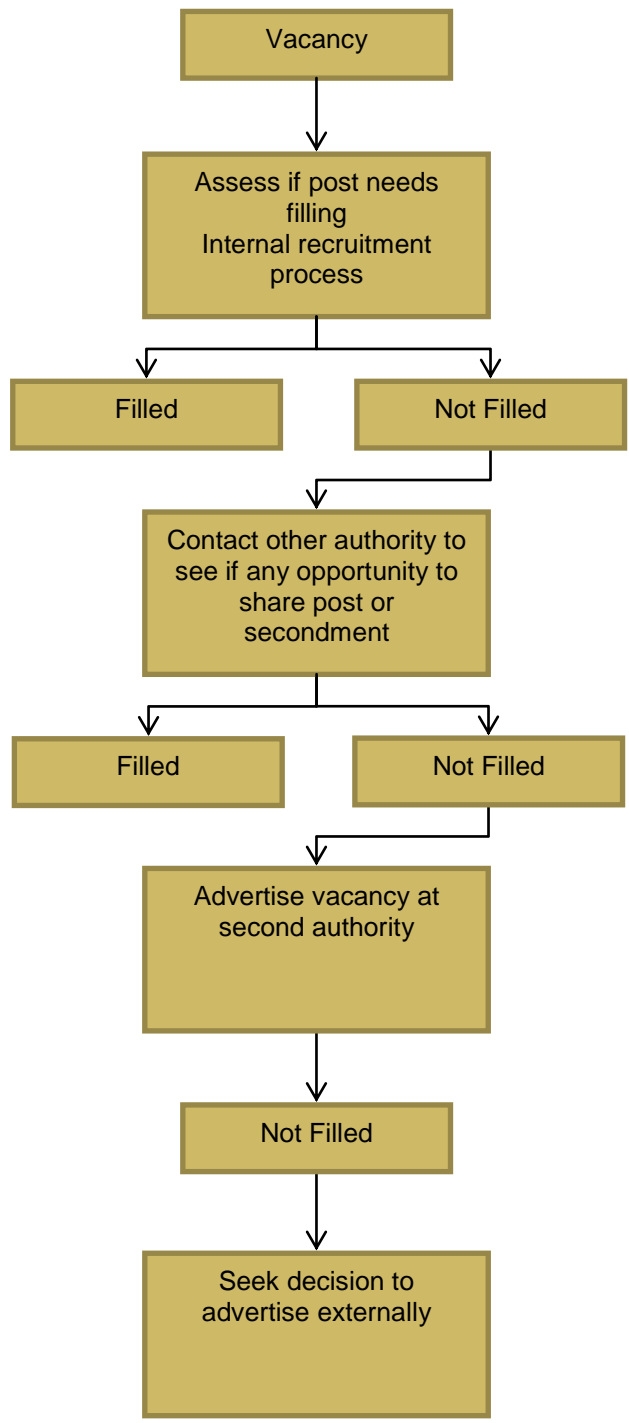 Vacancy
Assess if post needs
filling
Internal recruitment
process
Filled
Not Filled
Contact other authority to
see if any opportunity to
share post or
secondment
Filled
Not Filled
Advertise vacancy at
second authority
Not Filled
Seek decision to
advertise externally